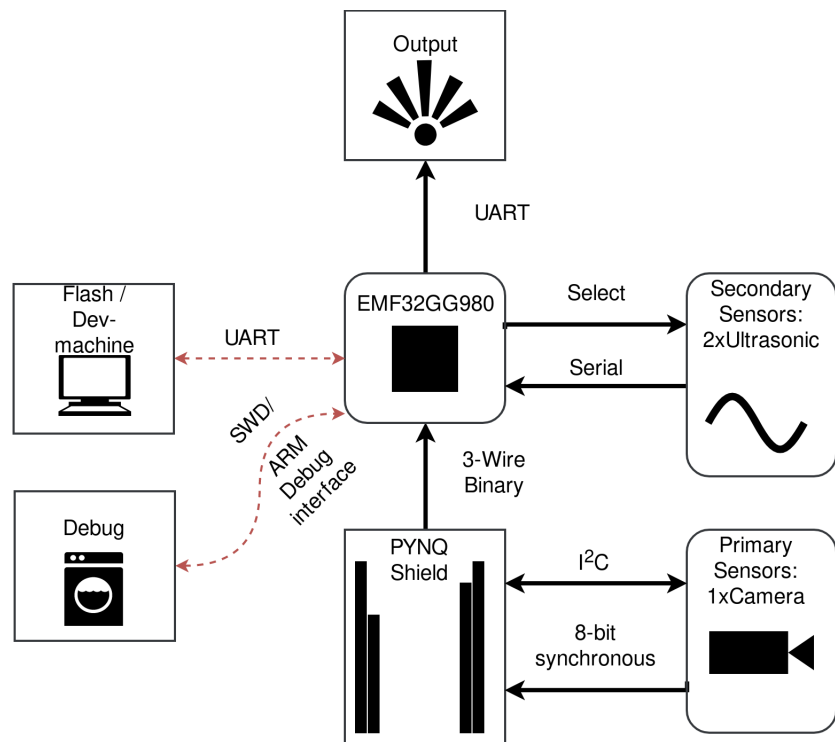 Output
UART
Flash /
Dev-
machine
UART
EMF32GG980
Select
Serial
Secondary
Sensors:
2xUltrasonic
SWD/
ARM
Debug
interface
3-Wire
Binary
Debug
PYNQ
Shield
I²C
8-bit
synchronous
Primary
Sensors:
1xCamera